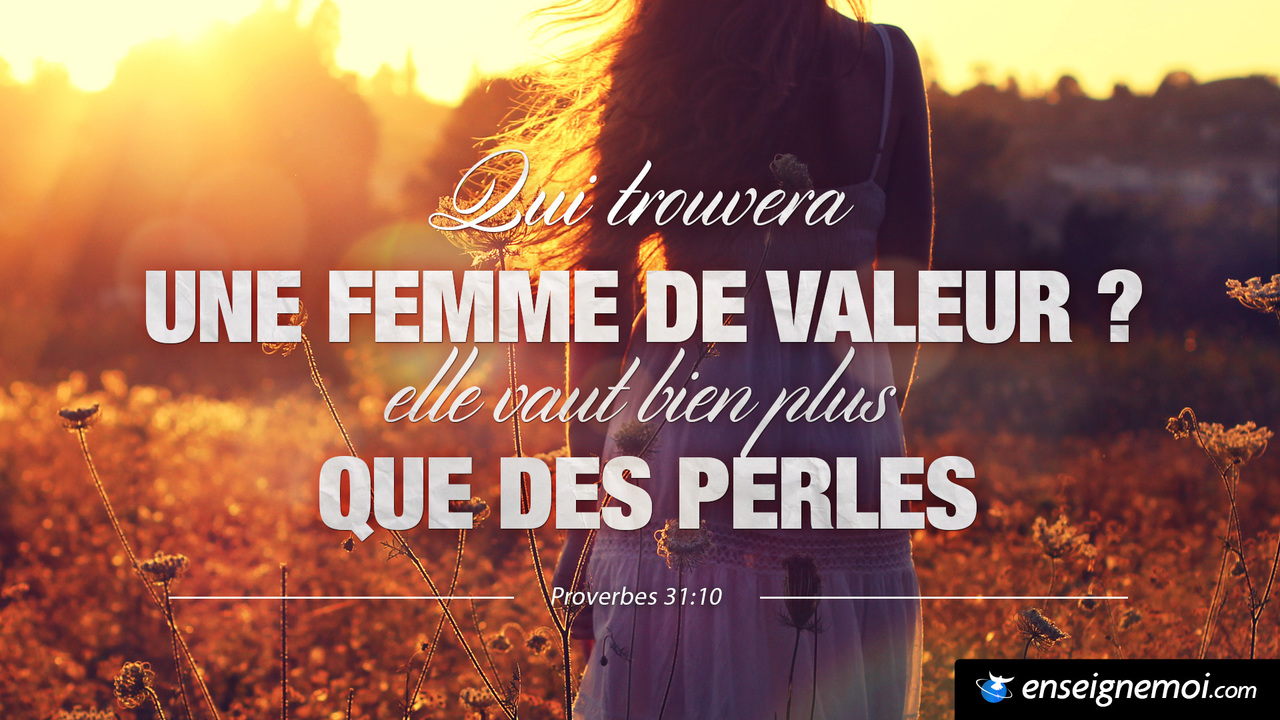 Qui trouvera
UNE FEMME DE VALEUR ?
elle vaut bien plus
QUE DES PERLES
Proverbes 31:10
enseignemoi.com